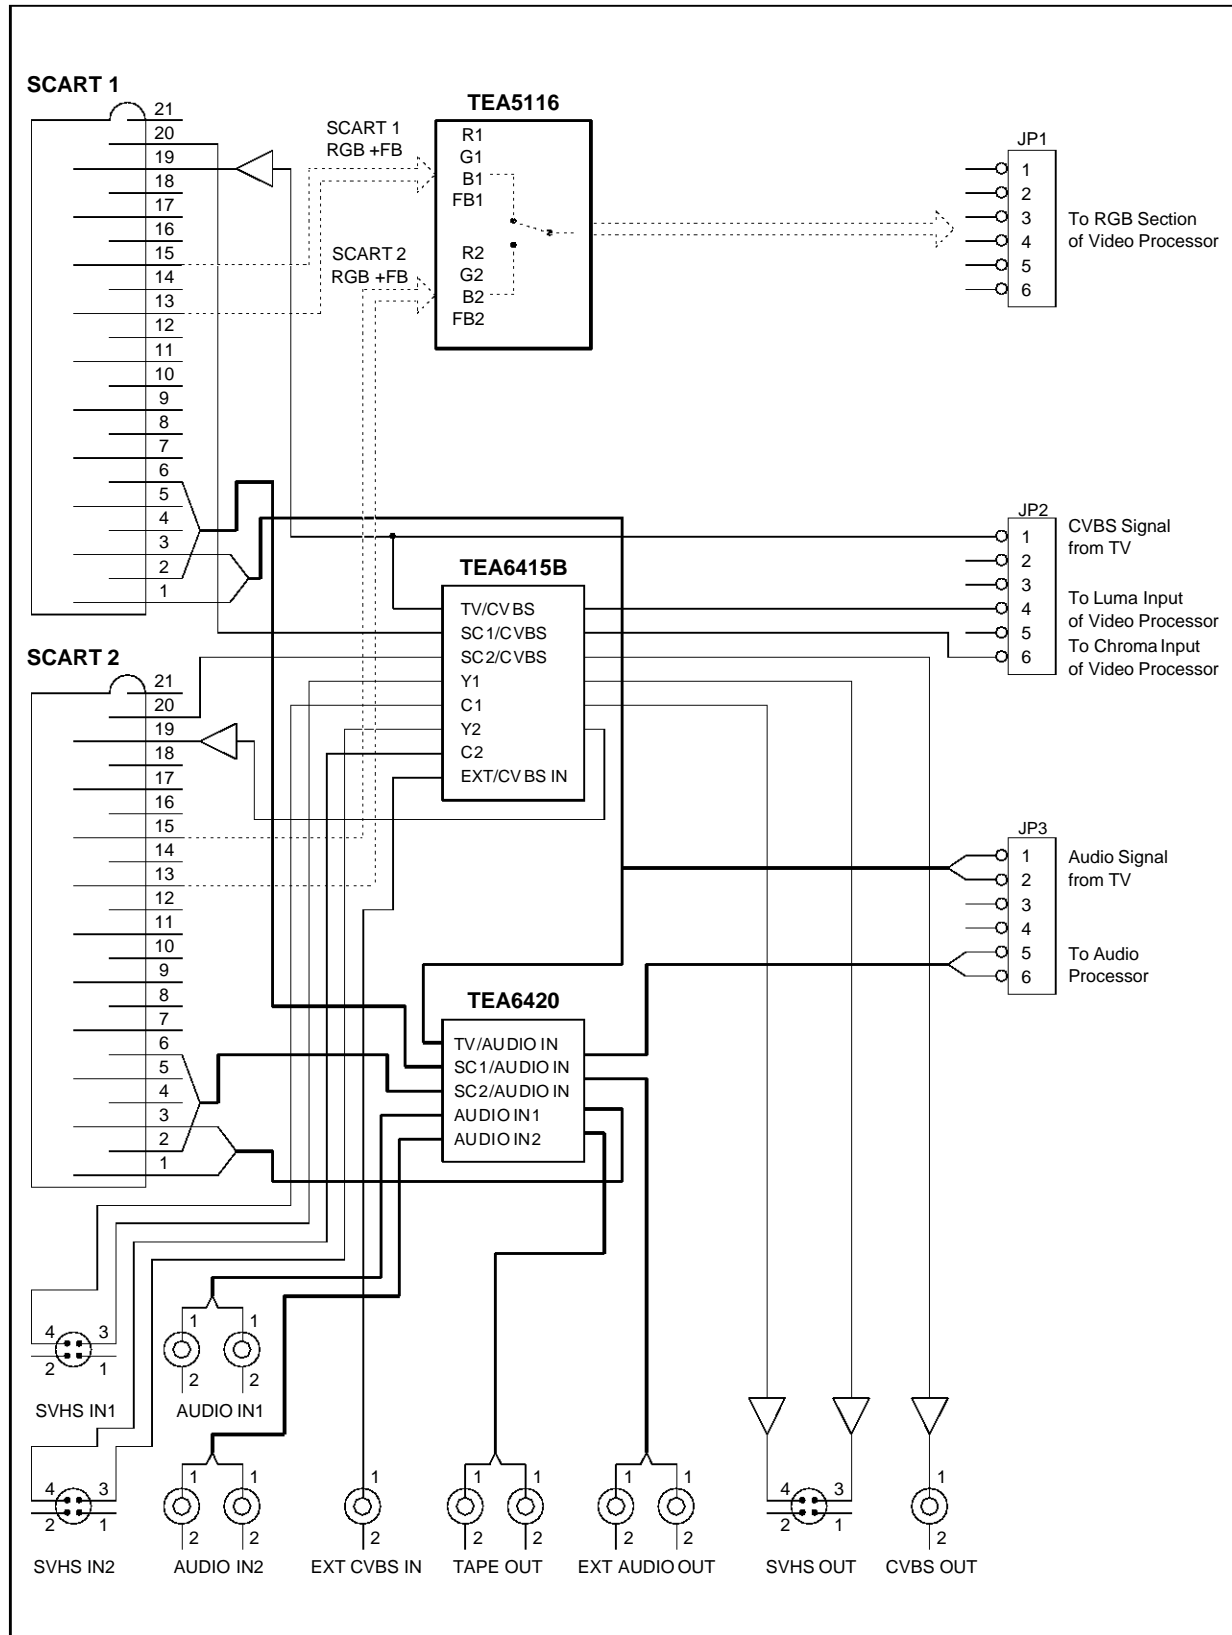 SCART 1
21
20
19
18
17
16
15
14
13
12
11
10
9
8
7
6
5
4
3
2
1
SCART 1
RGB +FB
SCART 2
RGB +FB
TEA5116
R1
G1
B1
FB1
R2
G2
B2
FB2
JP1
1
2
3
4
5
6
To RGB Section
of Video Processor
JP2
1
2
3
4
5
6
CVBS Signal
from TV
To Luma Input
of Video Processor
To Chroma Input
of Video Processor
TEA6415B
TV/CVBS
SC1/CVBS
SC2/CVBS
Y1
C1
Y2
C2
EXT/CVBS IN
SCART 2
21
20
19
18
17
16
15
14
13
12
11
10
9
8
7
6
5
4
3
2
1
JP3
1
2
3
4
5
6
Audio Signal
from TV
To Audio
Processor
TEA6420
TV/AUDIO IN
SC1/AUDIO IN
SC2/AUDIO IN
AUDIO IN1
AUDIO IN2
4 3
2 1
SVHS IN1
1 1
2 2
AUDIO IN1
4 3
2 1
SVHS IN2
1 1
2 2
AUDIO IN2
1
2
EXT CVBS IN
1 1
2 2
TAPE OUT
1 1
2 2
EXT AUDIO OUT
4 3
2 1
SVHS OUT
1
2
CVBS OUT